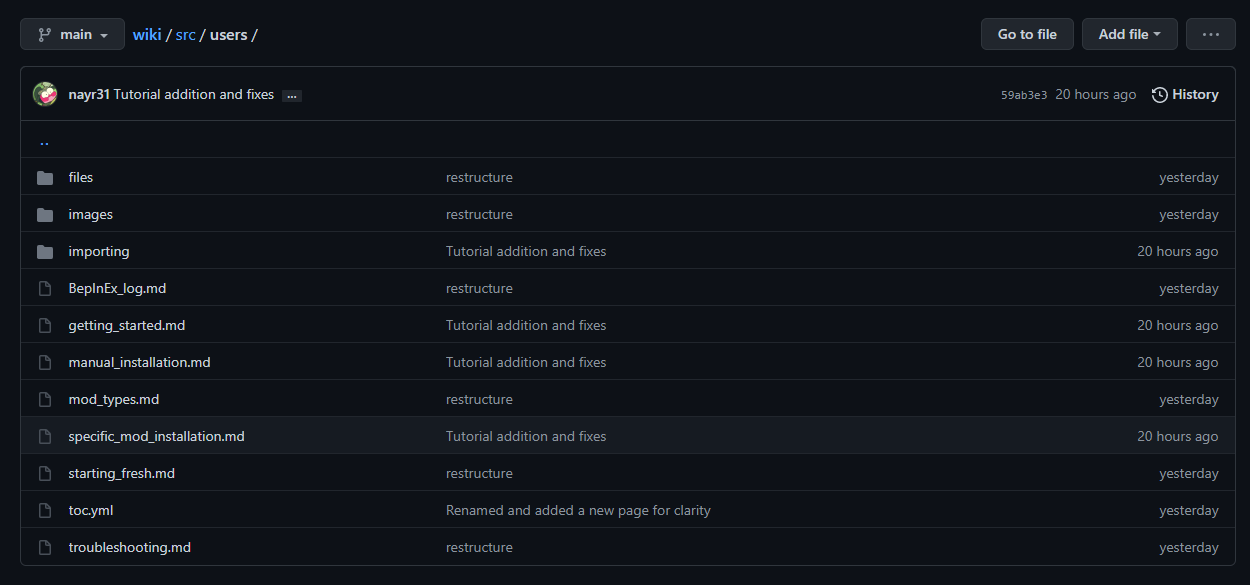 main wiki / src / users / Go to file Add file ...
nayr31 Tutorial addition and fixes ... 59ab3e3 20 hours ago History
..
files restructure yesterday
images restructure yesterday
importing Tutorial addition and fixes 20 hours ago
BepInEx_log.md restructure yesterday
getting_started.md Tutorial addition and fixes 20 hours ago
manual_installation.md Tutorial addition and fixes 20 hours ago
mod_types.md restructure yesterday
specific_mod_installation.md Tutorial addition and fixes 20 hours ago
starting_fresh.md restructure yesterday
toc.yml Renamed and added a new page for clarity yesterday
troubleshooting.md restructure yesterday